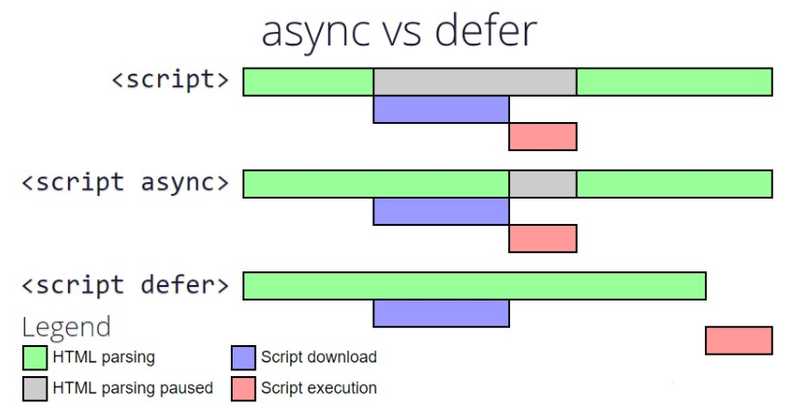 async vs defer
<script>
<script async>
<script defer>
Legend
HTML parsing
Script download
HTML parsing paused
Script execution